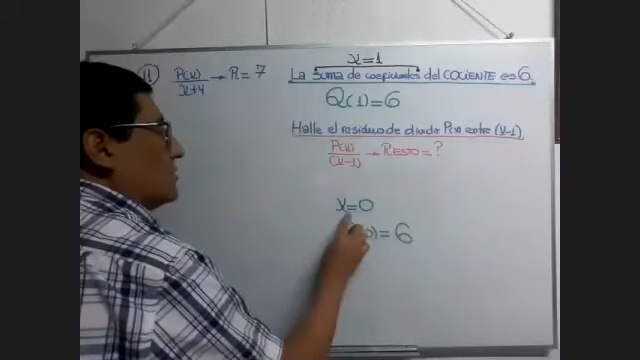 11) P(x)/x+4 → R = 7
x=1
La suma de coeficientes del COCIENTE es 6.
Q(1)=6
Halle el residuo de dividir P(x) entre (x-1)
P(x)/(x-1) → RESTO = ?
x=0
(0)=6